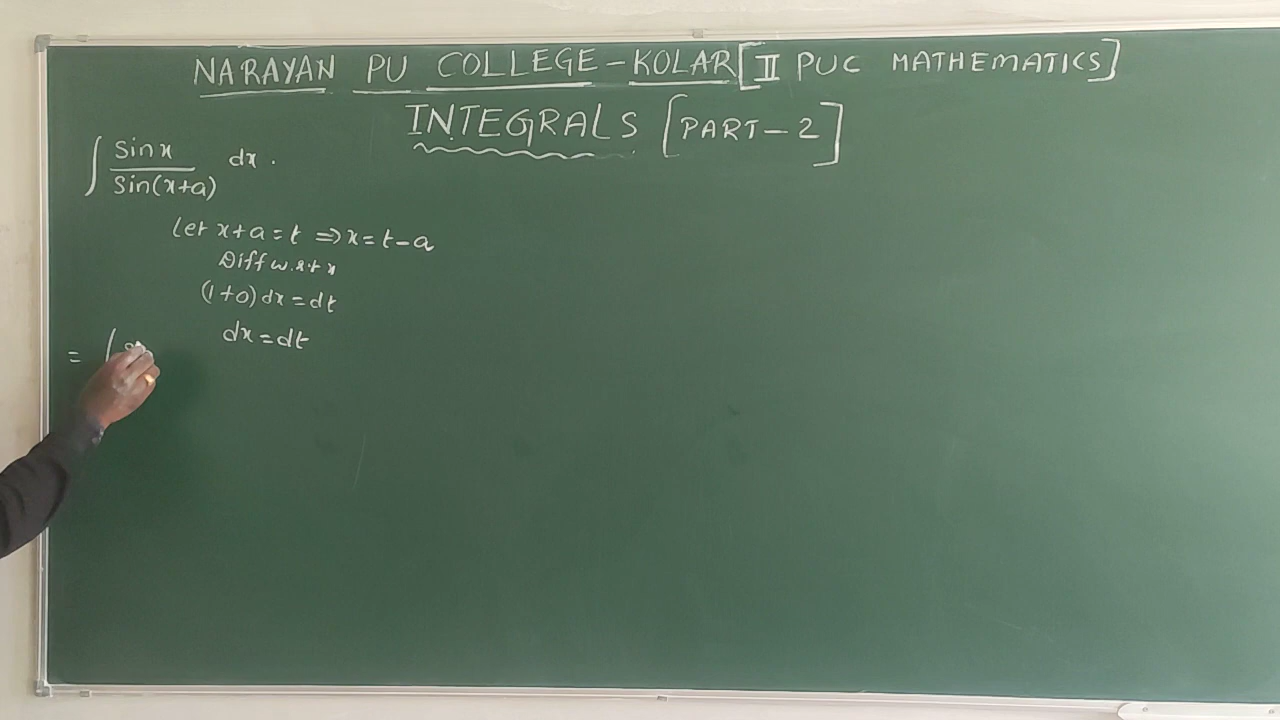 NARAYAN PU COLLEGE - KOLAR [II PUC MATHEMATICS]
INTEGRALS [PART-2]
∫ Sinx / Sin(x+a) dx.
Let x+a = t ⇒ x = t-a
Diff w.r.t x
(1+0) dx = dt
dx = dt
= ∫